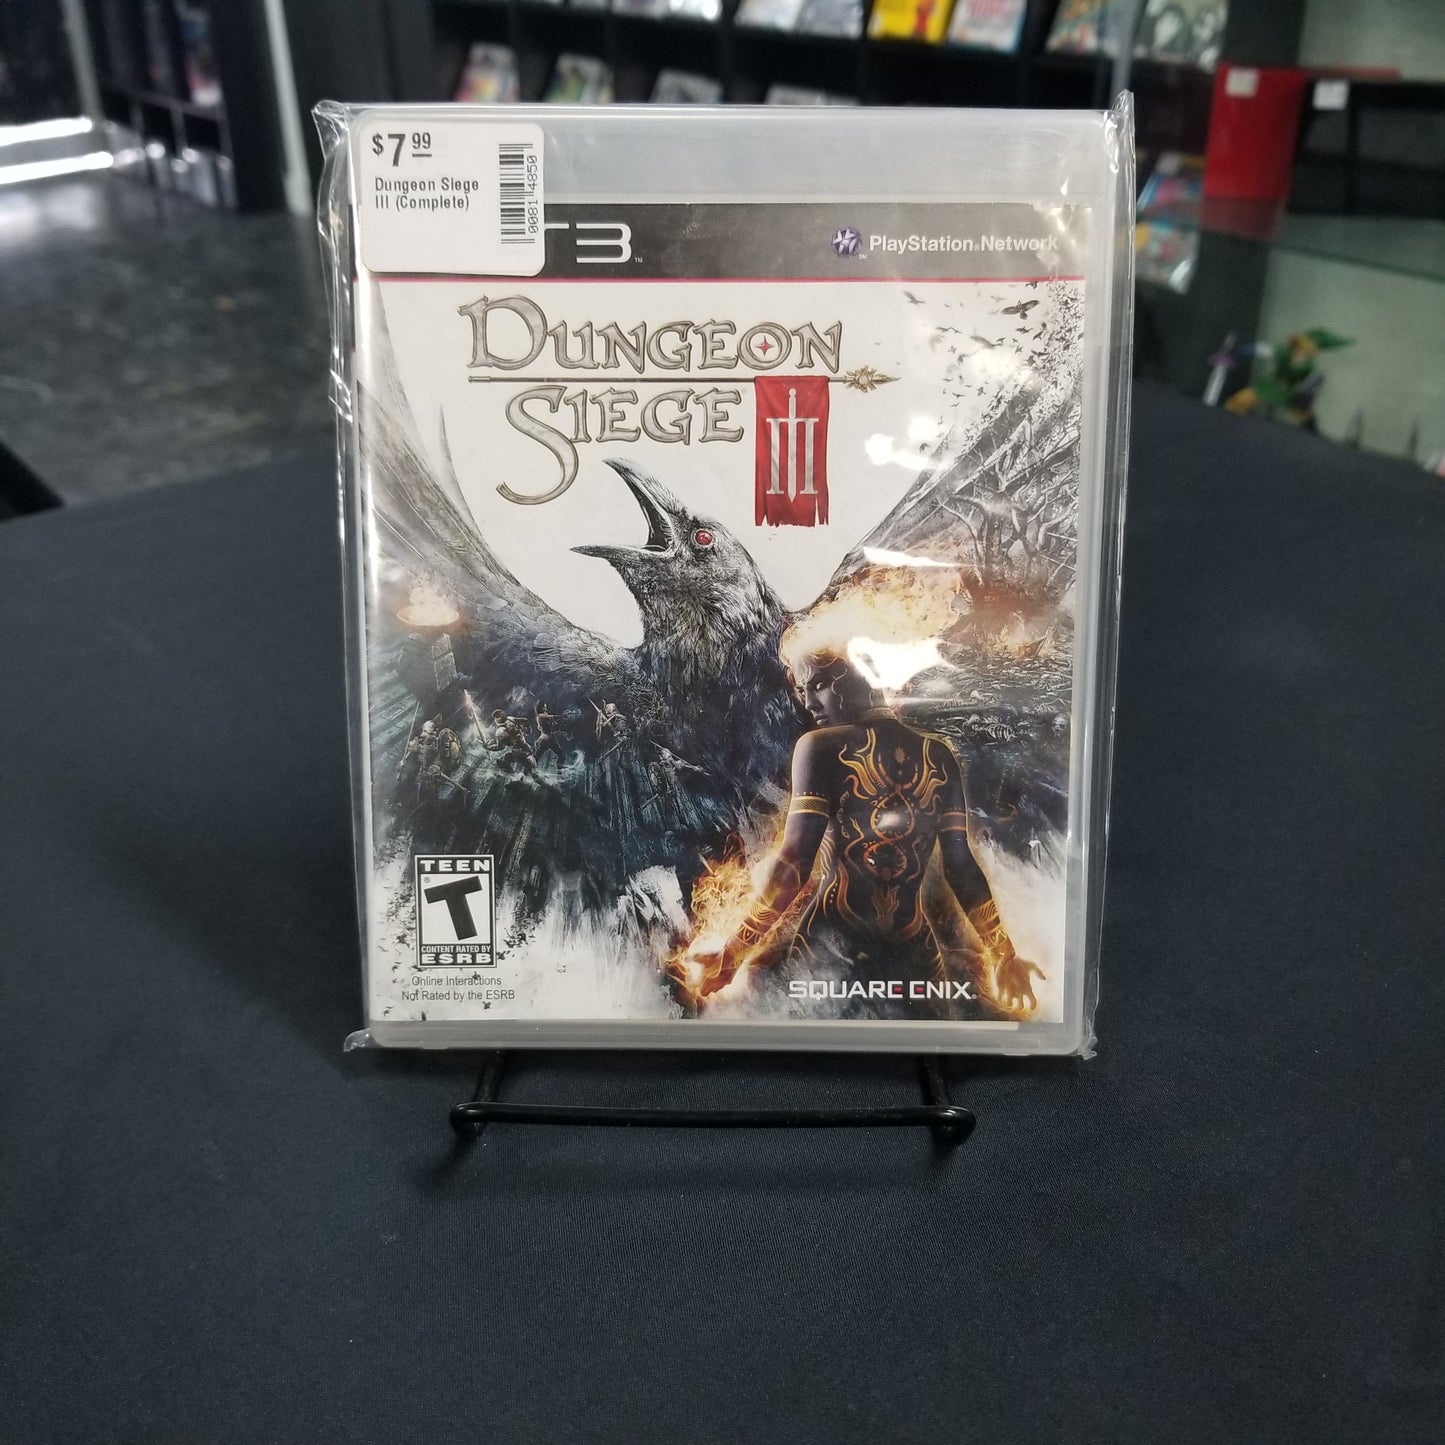 $7.99
Dungeon Siege
III (Complete)
00814850
PS3™
PlayStation®Network
DUNGEON
SIEGE
III
TEEN
T
CONTENT RATED BY
ESRB
Online Interactions
Not Rated by the ESRB
SQUARE ENIX®